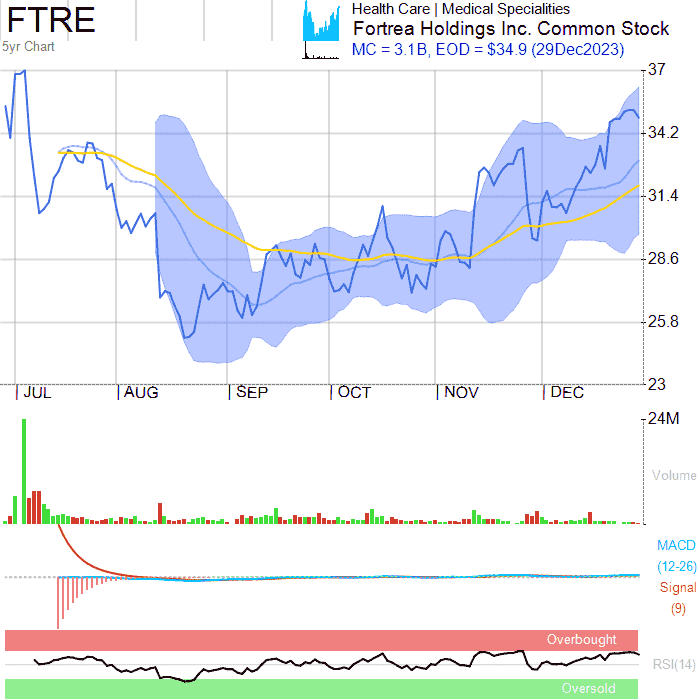 FTRE
5yr Chart
Health Care | Medical Specialities
Fortrea Holdings Inc. Common Stock
MC = 3.1B, EOD = $34.9 (29Dec2023)
37
34.2
31.4
28.6
25.8
23
JUL AUG SEP OCT NOV DEC
24M
Volume
MACD
(12-26)
Signal
(9)
Overbought
RSI(14)
Oversold